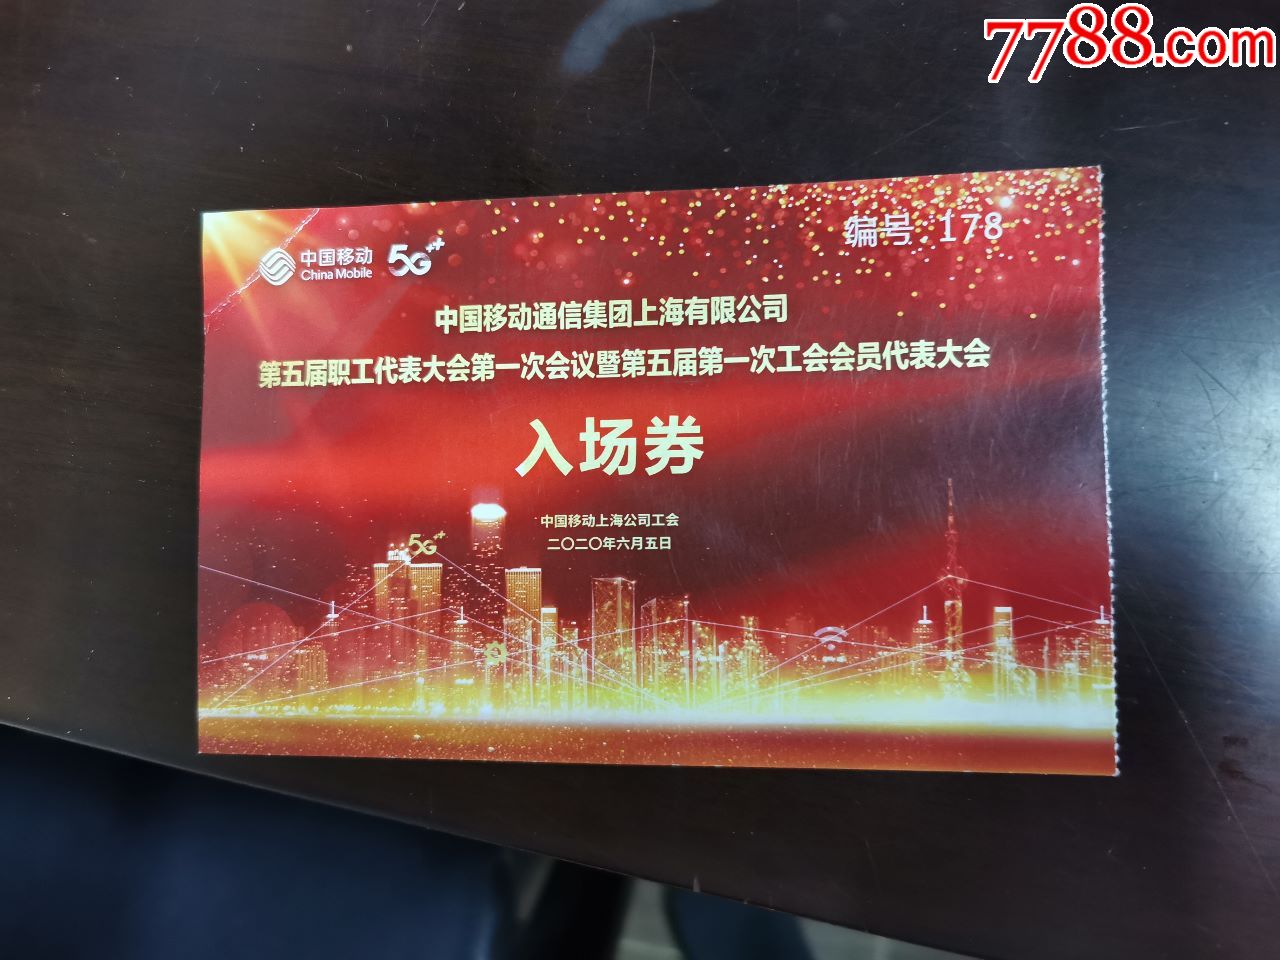 7788.com
编号 178
中国移动
China Mobile
5G++
中国移动通信集团上海有限公司
第五届职工代表大会第一次会议暨第五届第一次工会会员代表大会
入场券
中国移动上海公司工会
二〇二〇年六月五日
5G++